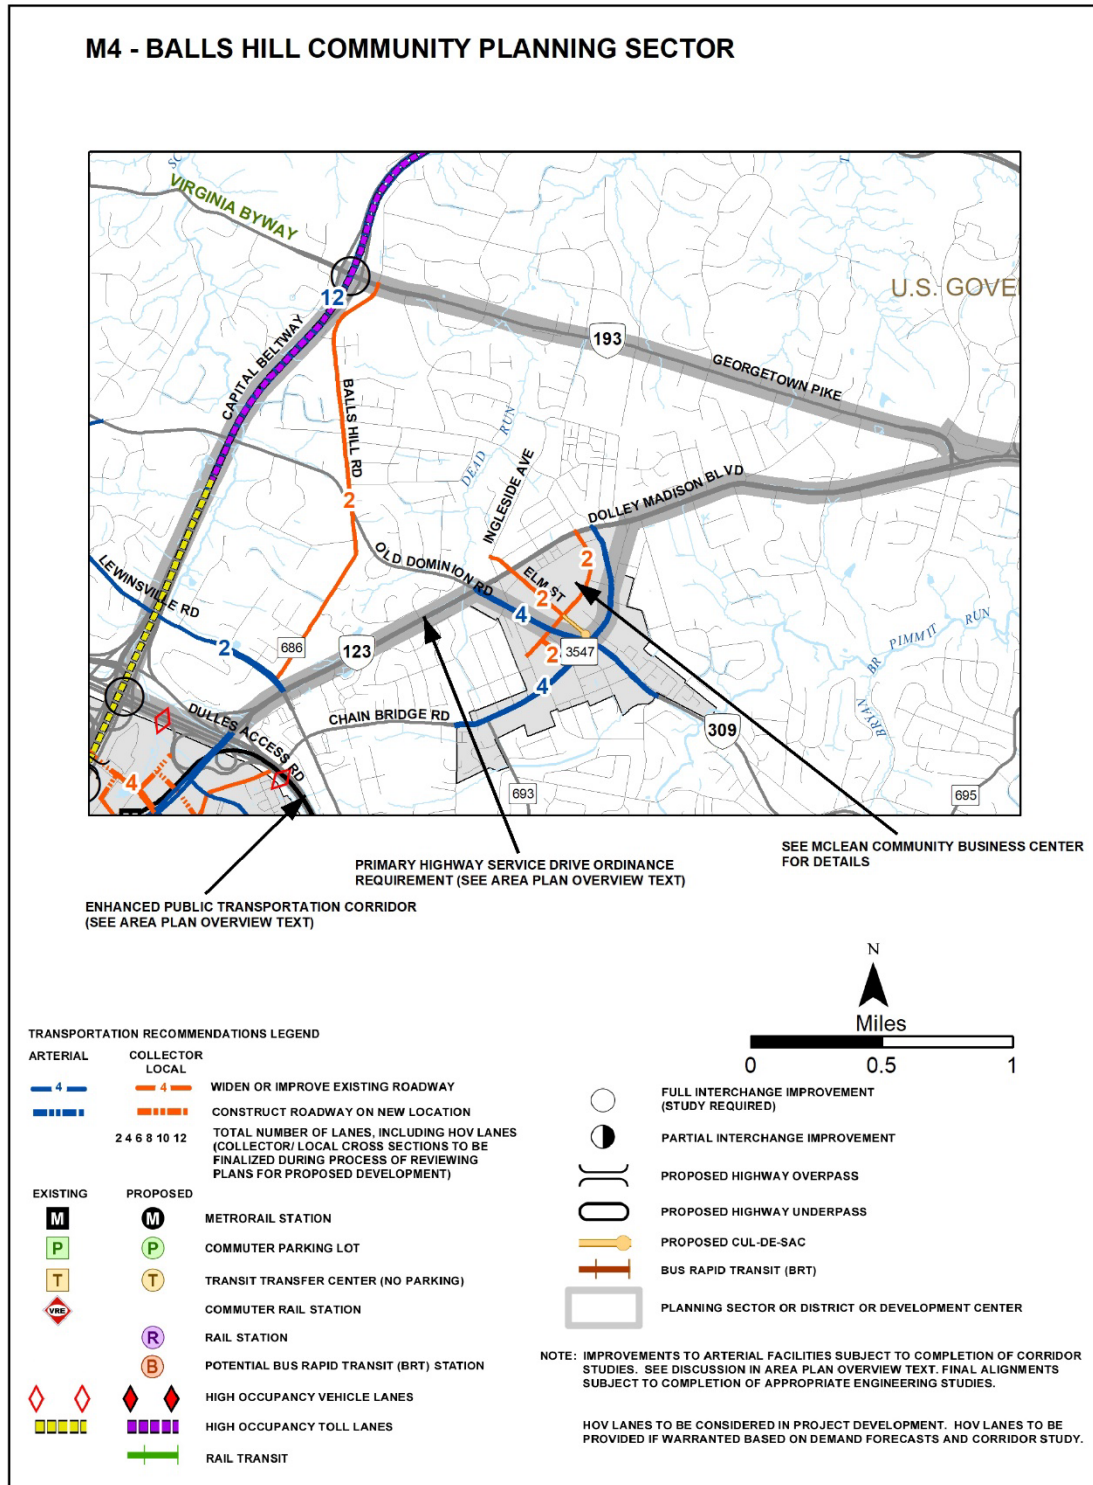 M4 - BALLS HILL COMMUNITY PLANNING SECTOR
SC
T
VIRGINIA BYWAY
U.S. GOVE
12
193
CAPITAL BELTWAY
GEORGETOWN PIKE
BALLS HILL RD
DEAD RUN
INGLESIDE AVE
DOLLEY MADISON BLVD
2
OLD DOMINION RD
2
ELM ST
LEWINSVILLE RD
2
4
PIMMIT RUN
686
123
2
3547
2
BRYAN BR
4
DULLES ACCESS RD
CHAIN BRIDGE RD
309
4
693
695
SEE MCLEAN COMMUNITY BUSINESS CENTER
FOR DETAILS
PRIMARY HIGHWAY SERVICE DRIVE ORDINANCE
REQUIREMENT (SEE AREA PLAN OVERVIEW TEXT)
ENHANCED PUBLIC TRANSPORTATION CORRIDOR
(SEE AREA PLAN OVERVIEW TEXT)
N
Miles
0 0.5 1
TRANSPORTATION RECOMMENDATIONS LEGEND
ARTERIAL
COLLECTOR
LOCAL
4 4 WIDEN OR IMPROVE EXISTING ROADWAY
CONSTRUCT ROADWAY ON NEW LOCATION
2 4 6 8 10 12 TOTAL NUMBER OF LANES, INCLUDING HOV LANES
(COLLECTOR/ LOCAL CROSS SECTIONS TO BE
FINALIZED DURING PROCESS OF REVIEWING
PLANS FOR PROPOSED DEVELOPMENT)
EXISTING PROPOSED
M M METRORAIL STATION
P P COMMUTER PARKING LOT
T T TRANSIT TRANSFER CENTER (NO PARKING)
VRE COMMUTER RAIL STATION
R RAIL STATION
B POTENTIAL BUS RAPID TRANSIT (BRT) STATION
HIGH OCCUPANCY VEHICLE LANES
HIGH OCCUPANCY TOLL LANES
RAIL TRANSIT
FULL INTERCHANGE IMPROVEMENT
(STUDY REQUIRED)
PARTIAL INTERCHANGE IMPROVEMENT
PROPOSED HIGHWAY OVERPASS
PROPOSED HIGHWAY UNDERPASS
PROPOSED CUL-DE-SAC
BUS RAPID TRANSIT (BRT)
PLANNING SECTOR OR DISTRICT OR DEVELOPMENT CENTER
NOTE: IMPROVEMENTS TO ARTERIAL FACILITIES SUBJECT TO COMPLETION OF CORRIDOR
STUDIES. SEE DISCUSSION IN AREA PLAN OVERVIEW TEXT. FINAL ALIGNMENTS
SUBJECT TO COMPLETION OF APPROPRIATE ENGINEERING STUDIES.
HOV LANES TO BE CONSIDERED IN PROJECT DEVELOPMENT. HOV LANES TO BE
PROVIDED IF WARRANTED BASED ON DEMAND FORECASTS AND CORRIDOR STUDY.